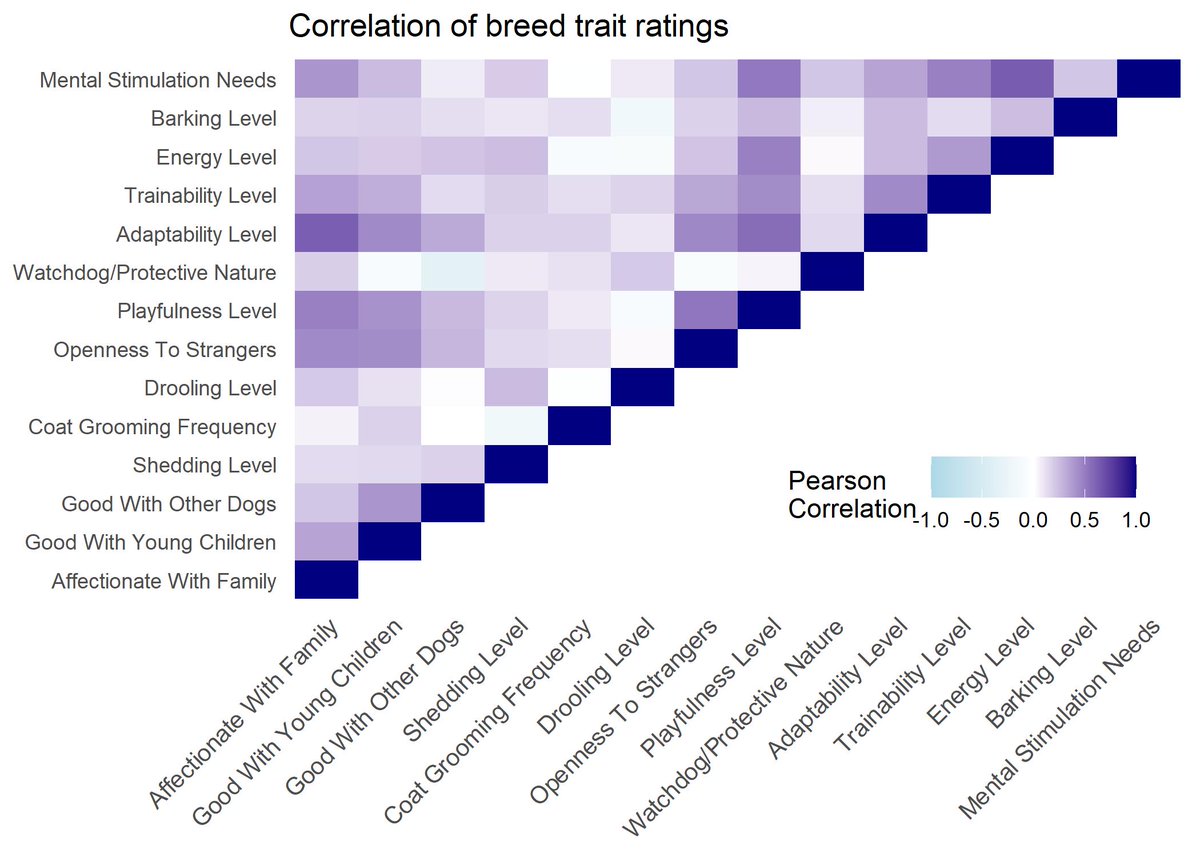 Correlation of breed trait ratings
Mental Stimulation Needs
Barking Level
Energy Level
Trainability Level
Adaptability Level
Watchdog/Protective Nature
Playfulness Level
Openness To Strangers
Drooling Level
Coat Grooming Frequency
Shedding Level
Good With Other Dogs
Good With Young Children
Affectionate With Family
Pearson
Correlation
-1.0 -0.5 0.0 0.5 1.0
Affectionate With Family
Good With Young Children
Good With Other Dogs
Shedding Level
Coat Grooming Frequency
Drooling Level
Openness To Strangers
Playfulness Level
Watchdog/Protective Nature
Adaptability Level
Trainability Level
Energy Level
Barking Level
Mental Stimulation Needs